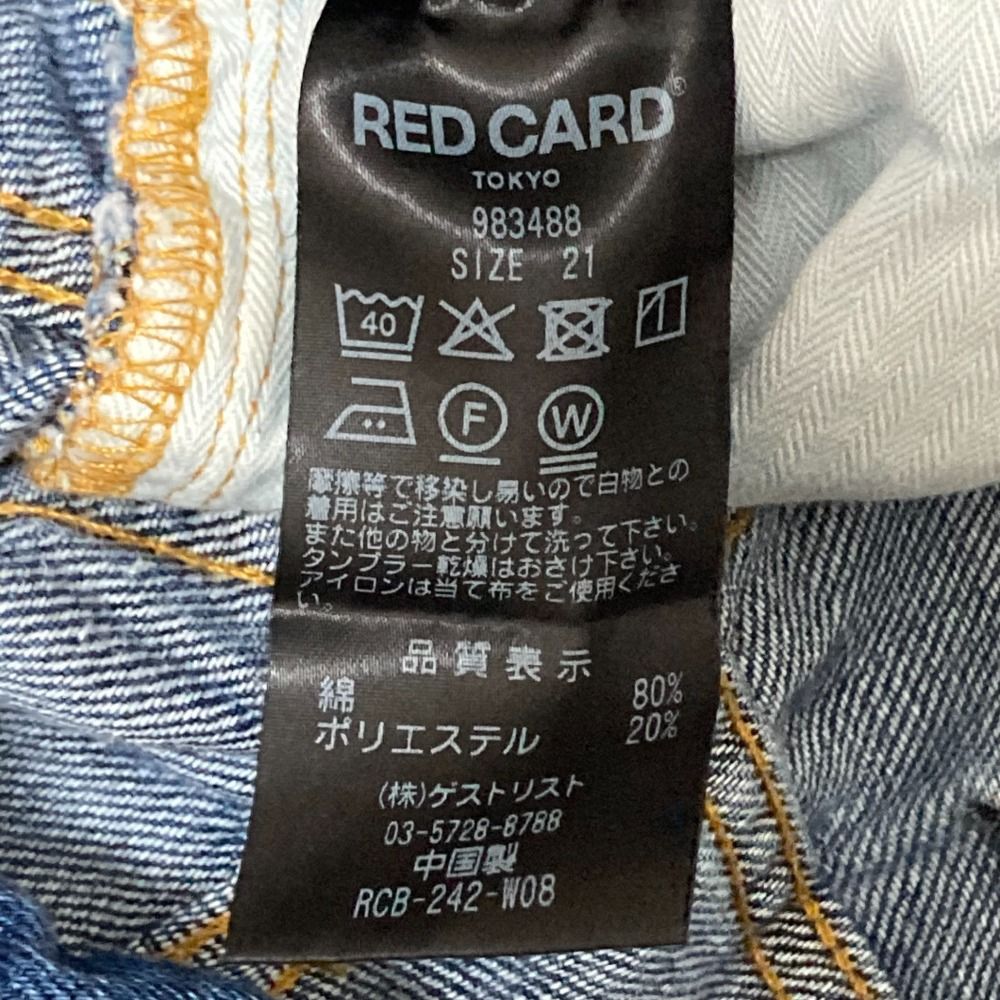 RED CARD®
TOKYO
983488
SIZE 21
40
F W
摩擦等で移染し易いので白物との
着用はご注意願います。
また他の物と分けて洗って下さい。
タンブラー乾燥はおさけ下さい。
アイロンは当て布をご使用くださ
い。
品質表示
綿 80%
ポリエステル 20%
(株)ゲストリスト
03-5728-8788
中国製
RCB-242-W08